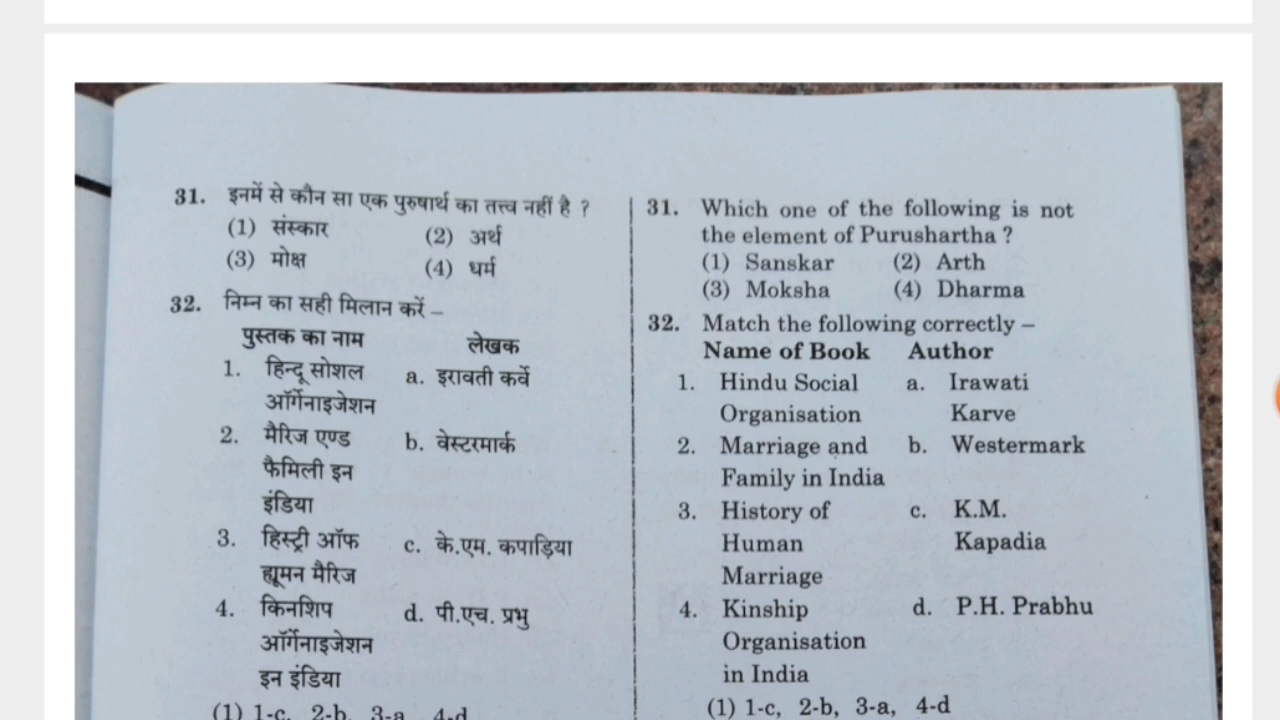 31. इनमें से कौन सा एक पुरुषार्थ का तत्त्व नहीं है ?
(1) संस्कार (2) अर्थ
(3) मोक्ष (4) धर्म
32. निम्न का सही मिलान करें –
पुस्तक का नाम लेखक
1. हिन्दू सोशल a. इरावती कर्वे
ऑर्गेनाइजेशन
2. मैरिज एण्ड b. वेस्टरमार्क
फैमिली इन
इंडिया
3. हिस्ट्री ऑफ c. के.एम. कपाड़िया
ह्यूमन मैरिज
4. किनशिप d. पी.एच. प्रभु
ऑर्गेनाइजेशन
इन इंडिया
(1) 1-c, 2-b, 3-a, 4-d
31. Which one of the following is not
the element of Purushartha ?
(1) Sanskar (2) Arth
(3) Moksha (4) Dharma
32. Match the following correctly –
Name of Book Author
1. Hindu Social a. Irawati
Organisation Karve
2. Marriage and b. Westermark
Family in India
3. History of c. K.M.
Human Kapadia
Marriage
4. Kinship d. P.H. Prabhu
Organisation
in India
(1) 1-c, 2-b, 3-a, 4-d